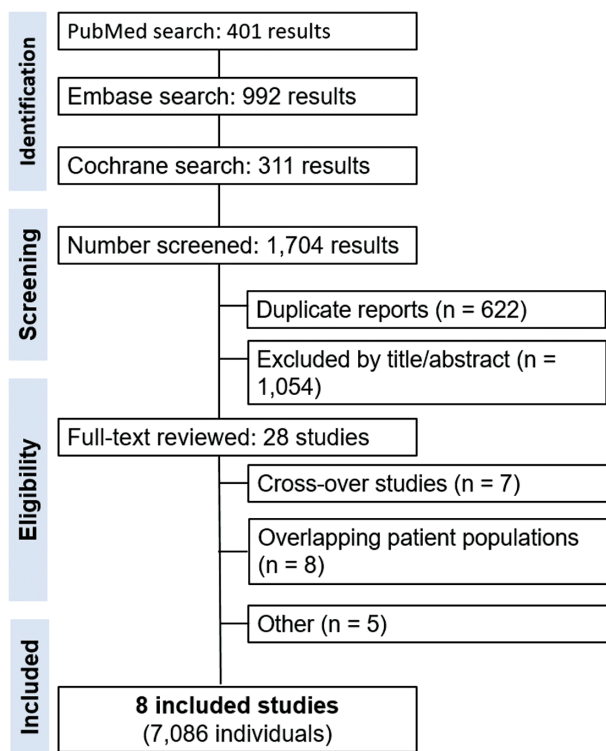 Identification
PubMed search: 401 results
Embase search: 992 results
Cochrane search: 311 results
Screening
Number screened: 1,704 results
Duplicate reports (n = 622)
Excluded by title/abstract (n =
1,054)
Eligibility
Full-text reviewed: 28 studies
Cross-over studies (n = 7)
Overlapping patient populations
(n = 8)
Other (n = 5)
Included
8 included studies
(7,086 individuals)